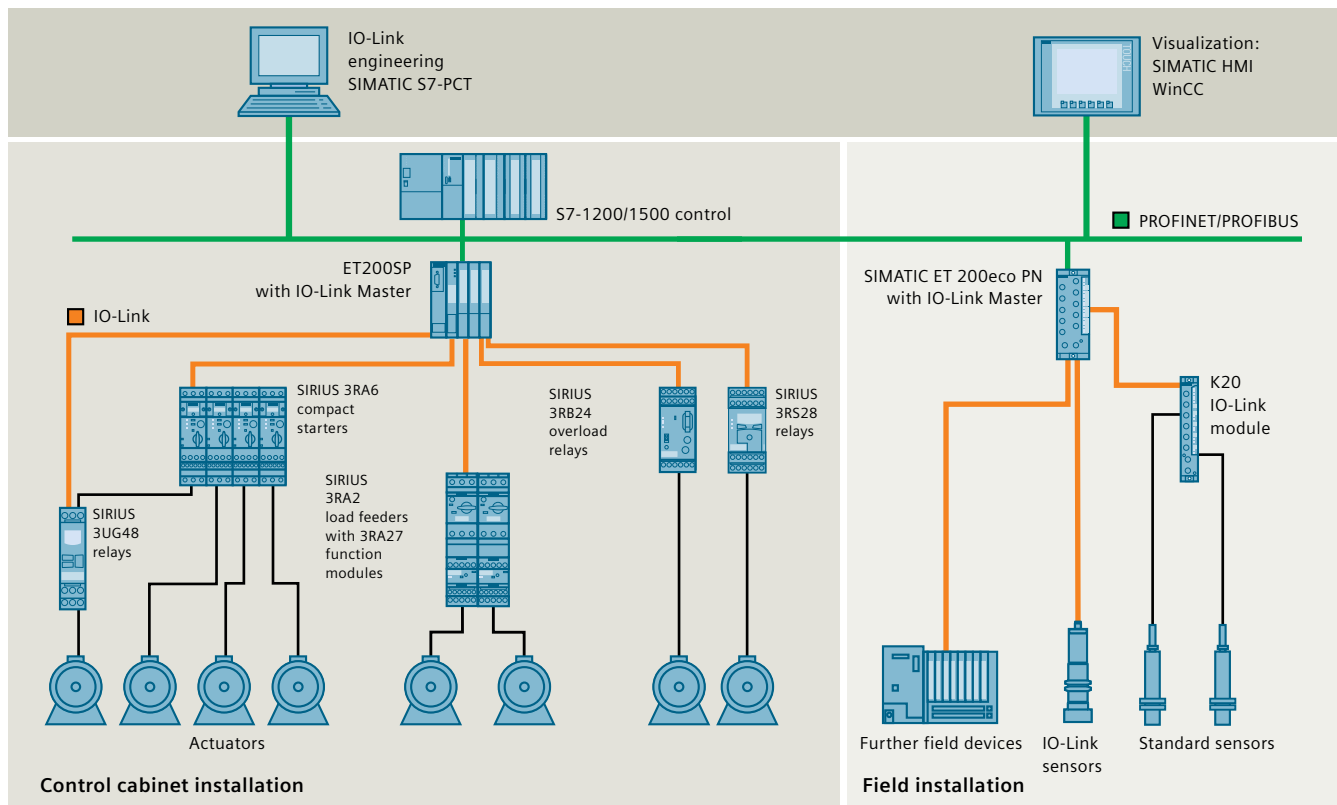 IO-Link
engineering
SIMATIC S7-PCT
Visualization:
SIMATIC HMI
WinCC
TOUCH
S7-1200/1500 control
PROFINET/PROFIBUS
ET200SP
with IO-Link Master
SIMATIC ET 200eco PN
with IO-Link Master
IO-Link
SIRIUS 3RA6
compact
starters
SIRIUS
3RB24
overload
relays
SIRIUS
3RS28
relays
K20
IO-Link
module
SIRIUS
3UG48
relays
SIRIUS
3RA2
load feeders
with 3RA27
function
modules
Actuators
Further field devices
IO-Link
sensors
Standard sensors
Control cabinet installation
Field installation